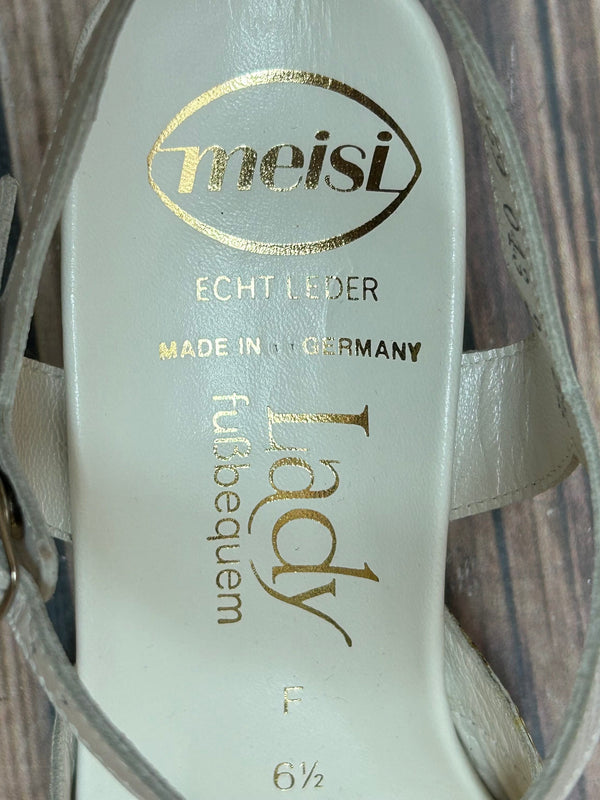 meisi
ECHT LEDER
MADE IN W GERMANY
Lady
fußbequem
F
6½